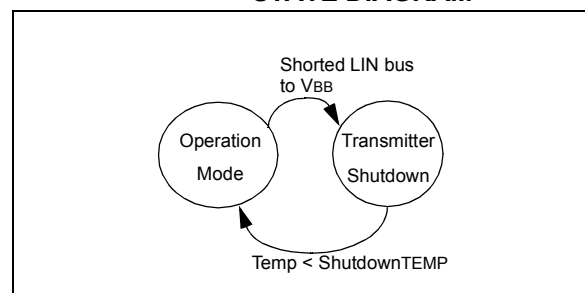 Shorted LIN bus
to VBB
Operation
Mode
Transmitter
Shutdown
Temp < ShutdownTEMP